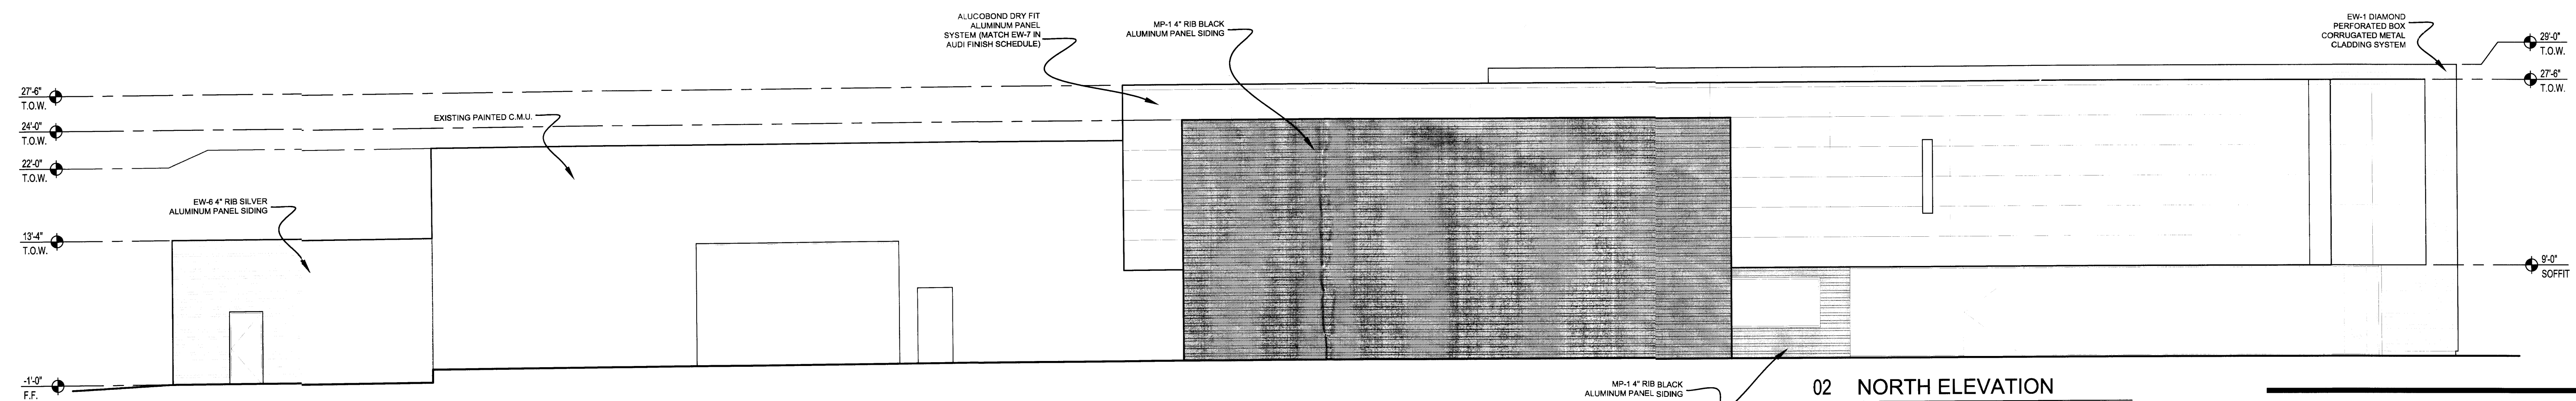 ALUCOBOND DRY FIT
ALUMINUM PANEL
SYSTEM (MATCH EW-7 IN
AUDI FINISH SCHEDULE)
MP-1 4" RIB BLACK
ALUMINUM PANEL SIDING
EW-1 DIAMOND
PERFORATED BOX
CORRUGATED METAL
CLADDING SYSTEM
29'-0"
T.O.W.
27'-6"
T.O.W.
27'-6"
T.O.W.
24'-0"
T.O.W.
22'-0"
T.O.W.
EXISTING PAINTED C.M.U.
EW-6 4" RIB SILVER
ALUMINUM PANEL SIDING
13'-4"
T.O.W.
9'-0"
SOFFIT
-1'-0"
F.F.
MP-1 4" RIB BLACK
ALUMINUM PANEL SIDING
02 NORTH ELEVATION